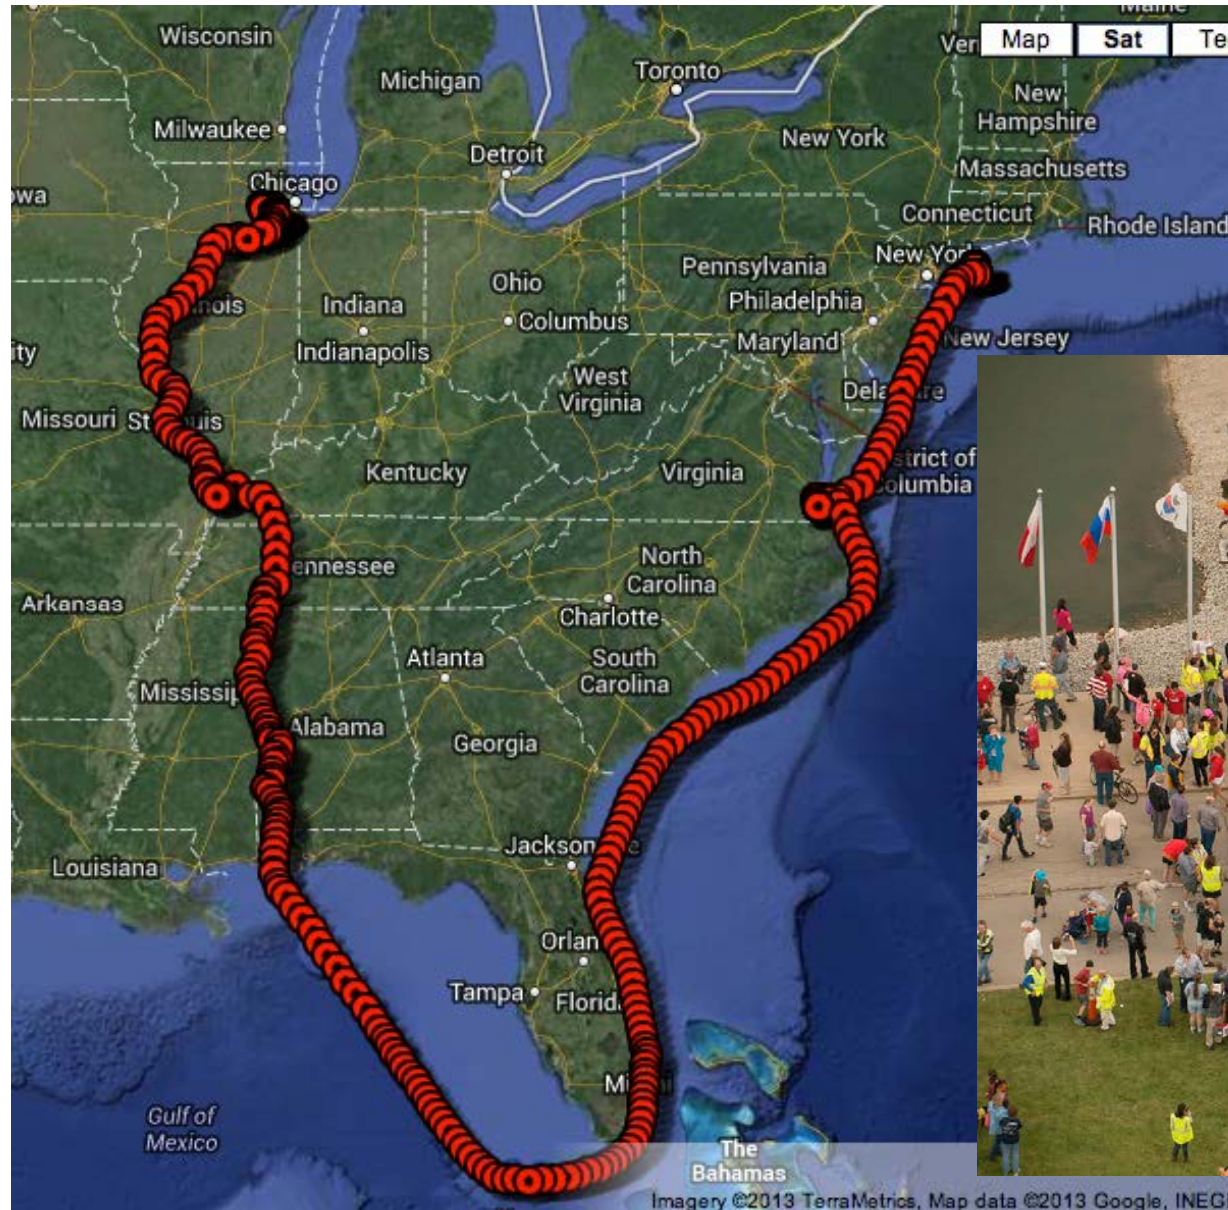 Wisconsin
Michigan
Toronto
Map
Sat
New
Hampshire
Milwaukee
Detroit
New York
Massachusetts
Chicago
Connecticut
Rhode Island
Pennsylvania
Ohio
Indiana
Philadelphia
Columbus
Indianapolis
Maryland
New Jersey
West
Virginia
Missouri
Kentucky
Virginia
North
Carolina
Arkansas
Charlotte
Atlanta
South
Carolina
Alabama
Georgia
Louisiana
Tampa
Gulf of
Mexico
The
Bahamas
Imagery ©2013 TerraMetrics, Map data ©2013 Google, INEGI